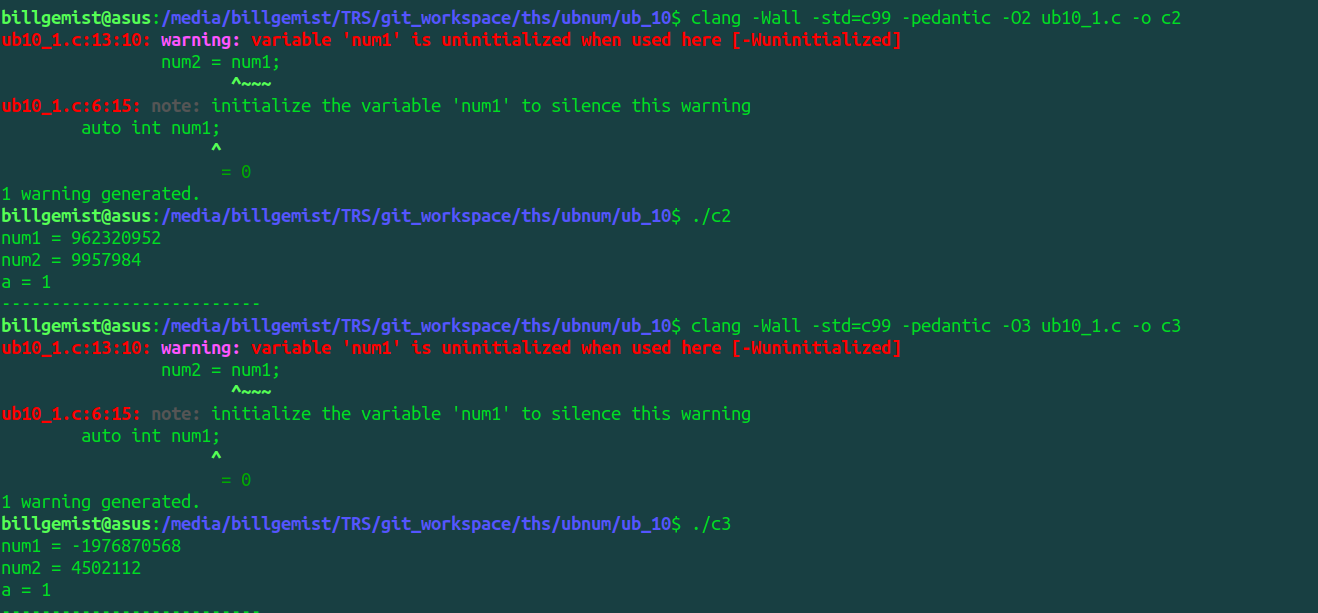 billgemist@asus:/media/billgemist/TRS/git_workspace/ths/ubnum/ub_10$ clang -Wall -std=c99 -pedantic -O2 ub10_1.c -o c2
ub10_1.c:13:10: warning: variable 'num1' is uninitialized when used here [-Wuninitialized]
                num2 = num1;
                       ^~~~
ub10_1.c:6:15: note: initialize the variable 'num1' to silence this warning
        auto int num1;
                     ^
                      = 0
1 warning generated.
billgemist@asus:/media/billgemist/TRS/git_workspace/ths/ubnum/ub_10$ ./c2
num1 = 962320952
num2 = 9957984
a = 1
--------------------------
billgemist@asus:/media/billgemist/TRS/git_workspace/ths/ubnum/ub_10$ clang -Wall -std=c99 -pedantic -O3 ub10_1.c -o c3
ub10_1.c:13:10: warning: variable 'num1' is uninitialized when used here [-Wuninitialized]
                num2 = num1;
                       ^~~~
ub10_1.c:6:15: note: initialize the variable 'num1' to silence this warning
        auto int num1;
                     ^
                      = 0
1 warning generated.
billgemist@asus:/media/billgemist/TRS/git_workspace/ths/ubnum/ub_10$ ./c3
num1 = -1976870568
num2 = 4502112
a = 1
--------------------------